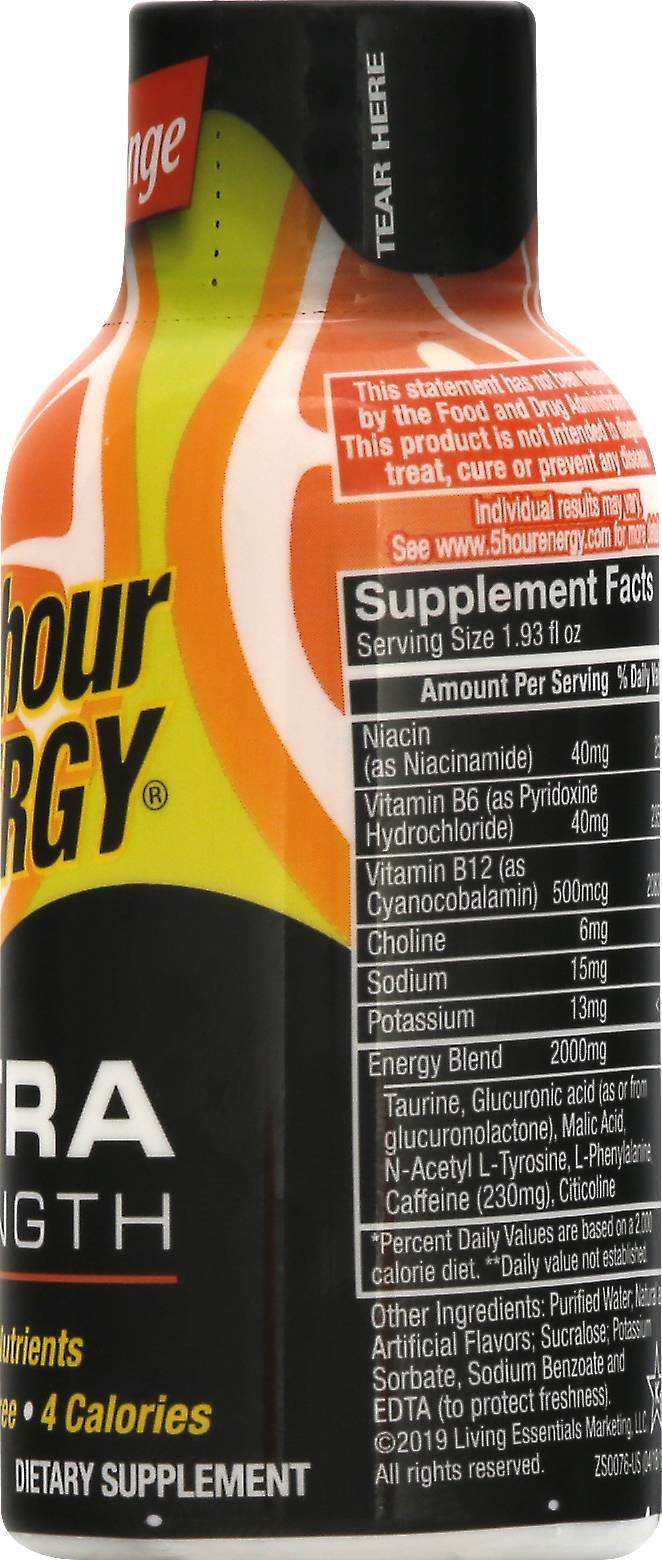 nge
TEAR HERE
This statement has not been
by the Food and Drug
This product is not intended to
treat, cure or prevent any disease.
Individual results may vary.
See www.5hourenergy.com for more
hour
RGY®
Supplement Facts
Serving Size 1.93 fl oz
Amount Per Serving % Daily
Niacin
(as Niacinamide) 40mg
Vitamin B6 (as Pyridoxine
Hydrochloride) 40mg
Vitamin B12 (as
Cyanocobalamin) 500mcg
Choline 6mg
Sodium 15mg
Potassium 13mg
Energy Blend 2000mg
Taurine, Glucuronic acid (as or from
glucuronolactone), Malic Acid,
N-Acetyl L-Tyrosine, L-Phenylalanine
Caffeine (230mg), Citicoline
*Percent Daily Values are based on a 2,000
calorie diet. **Daily value not established.
Other Ingredients: Purified Water, Natural
Artificial Flavors; Sucralose; Potassium
Sorbate, Sodium Benzoate and
EDTA (to protect freshness).
©2019 Living Essentials Marketing, LLC.
All rights reserved. ZS0076-US
TRA
NGTH
utrients
ee • 4 Calories
DIETARY SUPPLEMENT